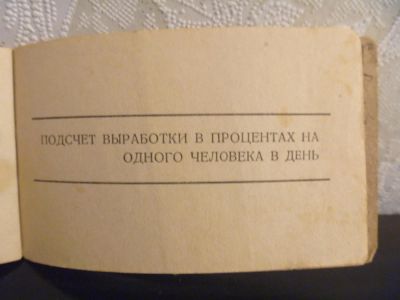 ПОДСЧЕТ ВЫРАБОТКИ В ПРОЦЕНТАХ НА
ОДНОГО ЧЕЛОВЕКА В ДЕНЬ